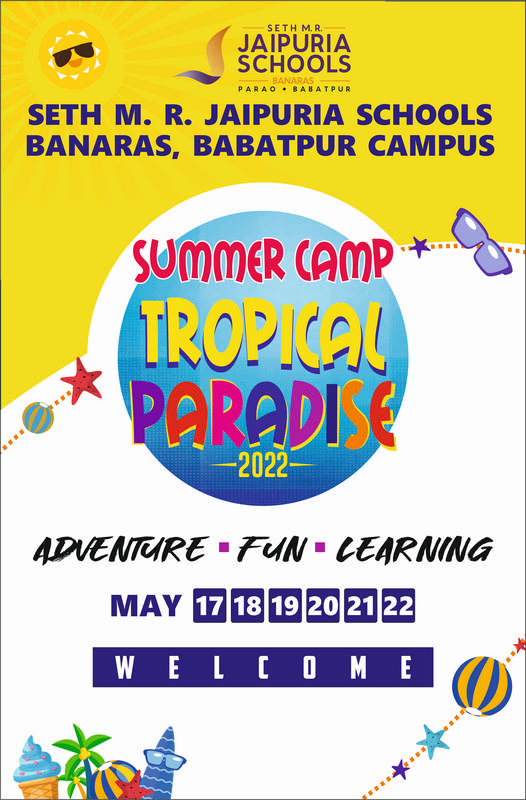 SETH M.R.
JAIPURIA
SCHOOLS
BANARAS
PARAO • BABATPUR
SETH M. R. JAIPURIA SCHOOLS
BANARAS, BABATPUR CAMPUS
SUMMER CAMP
TROPICAL
PARADISE
2022
ADVENTURE ▪ FUN ▪ LEARNING
MAY 17 18 19 20 21 22
WELCOME